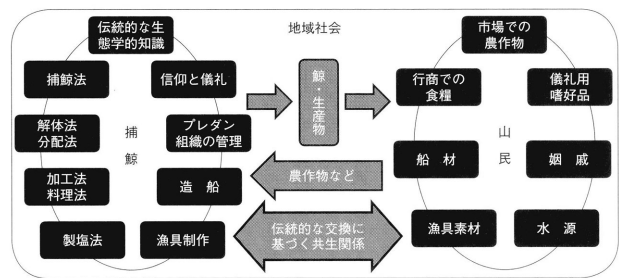 地域社会
伝統的な生
態学的知識
捕鯨法
信仰と儀礼
解体法
分配法
捕鯨
プレダン
組織の管理
加工法
料理法
造船
製塩法
漁具制作
鯨・生産物
農作物など
伝統的な交換に
基づく共生関係
市場での
農作物
行商での
食糧
儀礼用
嗜好品
船材
山民
姻戚
漁具素材
水源